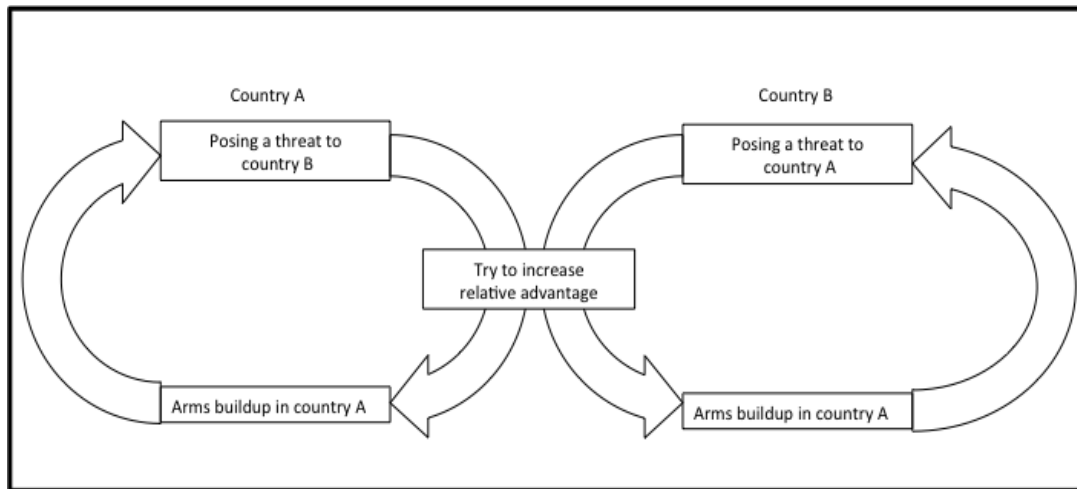 Country A
Country B
Posing a threat to
country B
Posing a threat to
country A
Try to increase
relative advantage
Arms buildup in country A
Arms buildup in country A